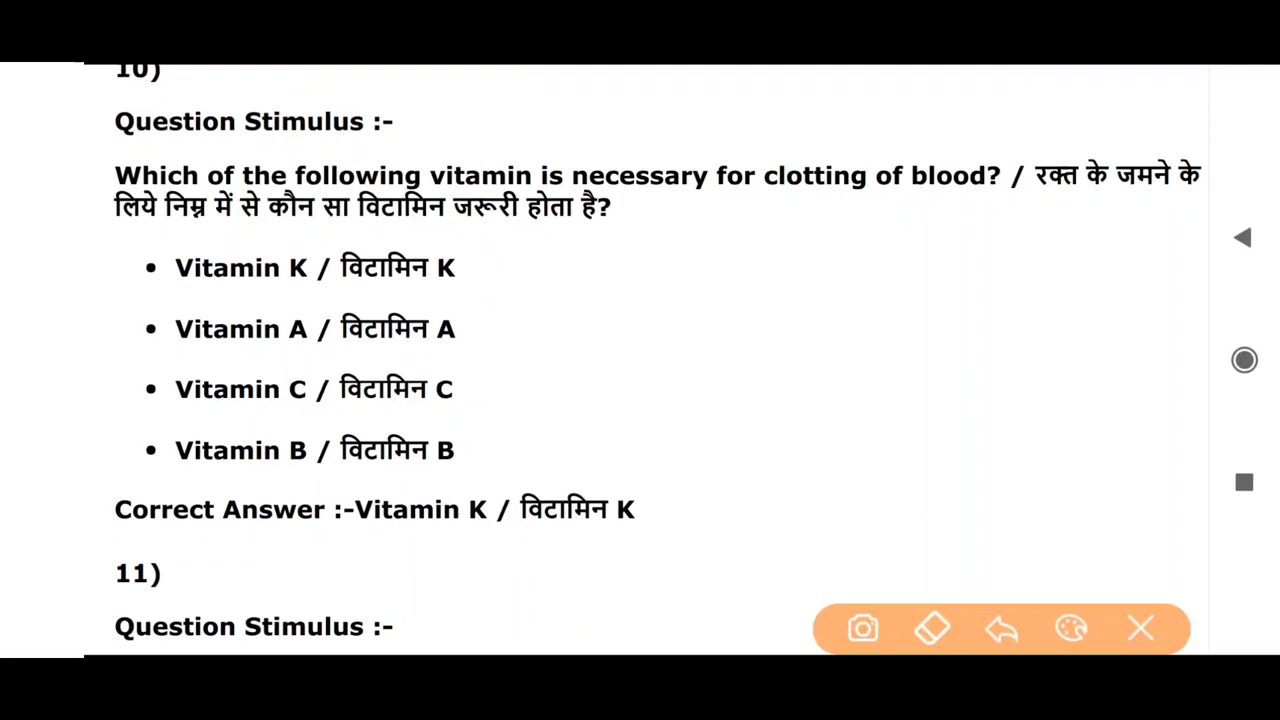 10)
Question Stimulus :-
Which of the following vitamin is necessary for clotting of blood? / रक्त के जमने के
लिये निम्न में से कौन सा विटामिन जरूरी होता है?
• Vitamin K / विटामिन K
• Vitamin A / विटामिन A
• Vitamin C / विटामिन C
• Vitamin B / विटामिन B
Correct Answer :-Vitamin K / विटामिन K
11)
Question Stimulus :-